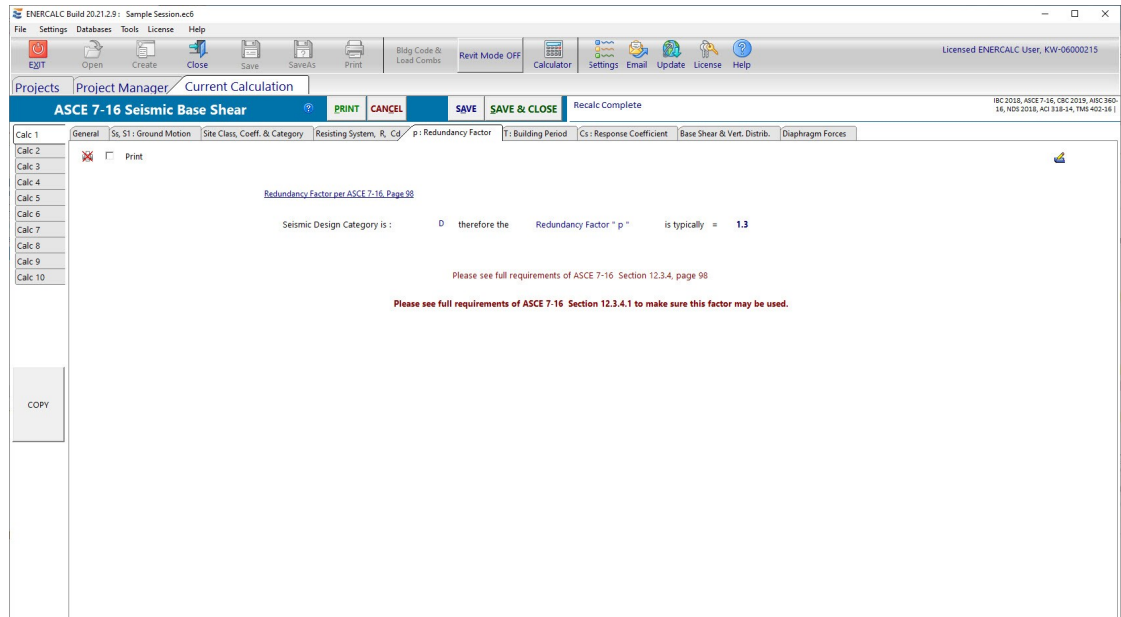 ENERCALC Build 20.21.2.9 : Sample Session.ec6
File Settings Databases Tools License Help
EXIT Open Create Close Save SaveAs Print Bldg Code & Load Combs Revit Mode OFF Calculator Settings Email Update License Help Licensed ENERCALC User, KW-06000215
Projects Project Manager Current Calculation
ASCE 7-16 Seismic Base Shear ? PRINT CANCEL SAVE SAVE & CLOSE Recalc Complete
IBC 2018, ASCE 7-16, CBC 2019, AISC 360-
16, NDS 2018, ACI 318-14, TMS 402-16 |
General Ss, S1 : Ground Motion Site Class, Coeff. & Category Resisting System, R, Cd p : Redundancy Factor T : Building Period Cs : Response Coefficient Base Shear & Vert. Distrib. Diaphragm Forces
Calc 1
Calc 2
Calc 3
Calc 4
Calc 5
Calc 6
Calc 7
Calc 8
Calc 9
Calc 10
COPY
Print
Redundancy Factor per ASCE 7-16, Page 98
Seismic Design Category is : D therefore the Redundancy Factor " p " is typically = 1.3
Please see full requirements of ASCE 7-16 Section 12.3.4, page 98
Please see full requirements of ASCE 7-16 Section 12.3.4.1 to make sure this factor may be used.